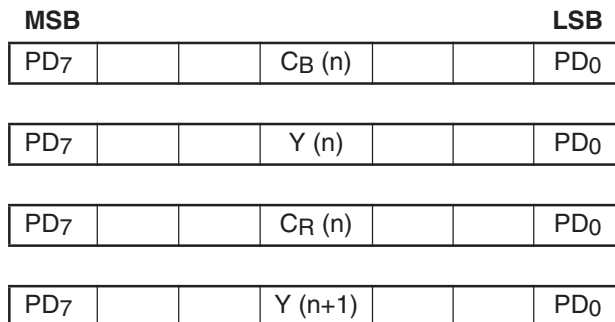 MSB LSB
PD7 CB (n) PD0
PD7 Y (n) PD0
PD7 CR (n) PD0
PD7 Y (n+1) PD0